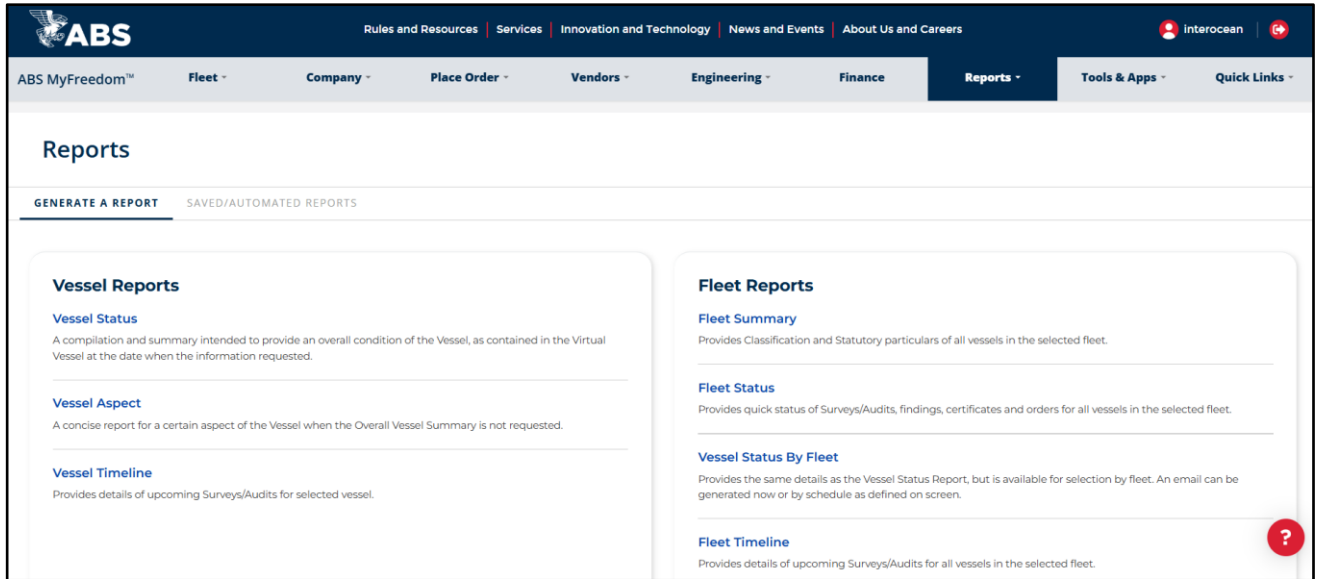 ABS
Rules and Resources
Services
Innovation and Technology
News and Events
About Us and Careers
interocean
ABS MyFreedom™
Fleet
Company
Place Order
Vendors
Engineering
Finance
Reports
Tools & Apps
Quick Links
Reports
GENERATE A REPORT
SAVED/AUTOMATED REPORTS
Vessel Reports
Vessel Status
A compilation and summary intended to provide an overall condition of the Vessel, as contained in the Virtual
Vessel at the date when the information requested.
Vessel Aspect
A concise report for a certain aspect of the Vessel when the Overall Vessel Summary is not requested.
Vessel Timeline
Provides details of upcoming Surveys/Audits for selected vessel.
Fleet Reports
Fleet Summary
Provides Classification and Statutory particulars of all vessels in the selected fleet.
Fleet Status
Provides quick status of Surveys/Audits, findings, certificates and orders for all vessels in the selected fleet.
Vessel Status By Fleet
Provides the same details as the Vessel Status Report, but is available for selection by fleet. An email can be
generated now or by schedule as defined on screen.
Fleet Timeline
Provides details of upcoming Surveys/Audits for all vessels in the selected fleet.
?